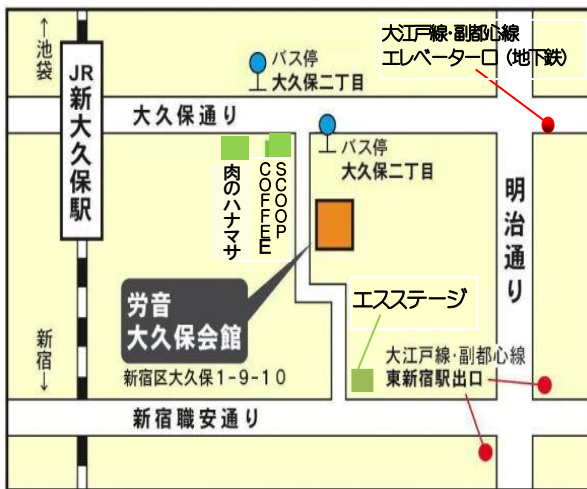 ↑池袋
JR新大久保駅
新宿↓
大江戸線・副都心線
エレベーター口（地下鉄）
バス停
大久保二丁目
大久保通り
バス停
大久保二丁目
肉のハナマサ
COFFEE
SCOOP
明治通り
労音
大久保会館
新宿区大久保1-9-10
エスステージ
大江戸線・副都心線
東新宿駅出口
新宿職安通り